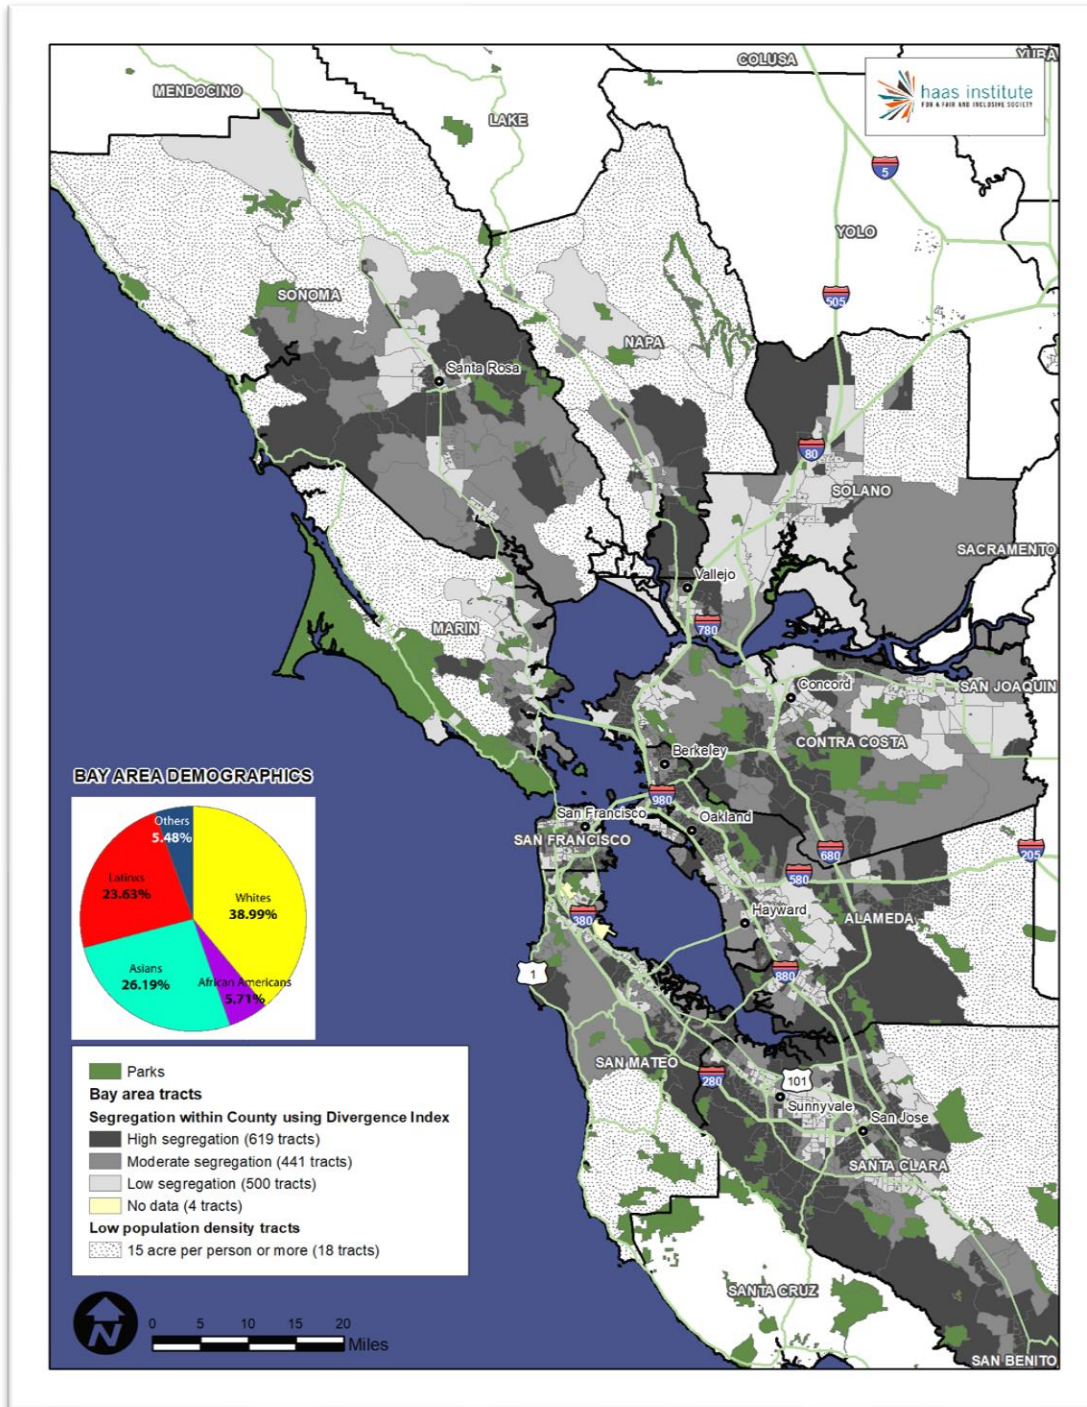 COLUSA
YUBA
MENDOCINO
haas institute
FOR A FAIR AND INCLUSIVE SOCIETY
LAKE
5
YOLO
SONOMA
505
NAPA
Santa Rosa
80
SOLANO
SACRAMENTO
Vallejo
780
MARIN
Concord
SAN JOAQUIN
CONTRA COSTA
Berkeley
980
San Francisco
Oakland
SAN FRANCISCO
680
205
580
380
Hayward
ALAMEDA
1
880
SAN MATEO
280
101
Sunnyvale
San Jose
SANTA CLARA
SANTA CRUZ
SAN BENITO
BAY AREA DEMOGRAPHICS
Others
5.48%
Latinxs
23.63%
Whites
38.99%
Asians
26.19%
African Americans
5.71%
Parks
Bay area tracts
Segregation within County using Divergence Index
High segregation (619 tracts)
Moderate segregation (441 tracts)
Low segregation (500 tracts)
No data (4 tracts)
Low population density tracts
15 acre per person or more (18 tracts)
N
0 5 10 15 20
Miles